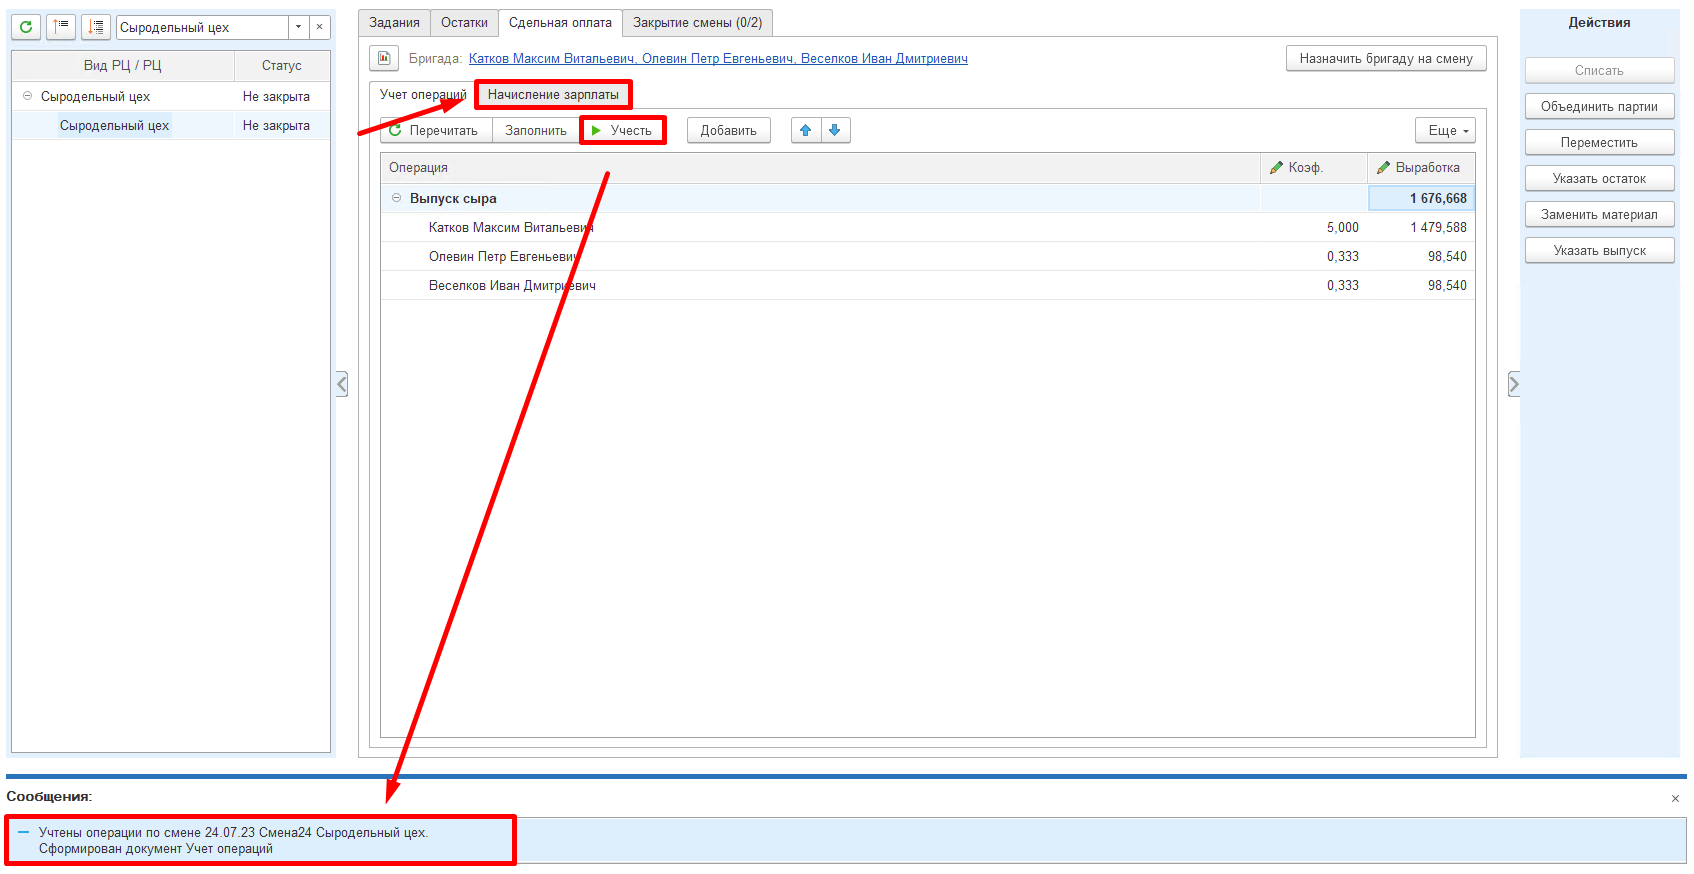 Сыродельный цех
Вид РЦ / РЦ Статус
Сыродельный цех Не закрыта
Сыродельный цех Не закрыта
Задания Остатки Сдельная оплата Закрытие смены (0/2)
Бригада: Катков Максим Витальевич, Олевин Петр Евгеньевич, Веселков Иван Дмитриевич Назначить бригаду на смену
Учет операций Начисление зарплаты
Перечитать Заполнить Учесть Добавить Еще
Операция Коэф. Выработка
Выпуск сыра 1 676,668
Катков Максим Витальевич 5,000 1 479,588
Олевин Петр Евгеньевич 0,333 98,540
Веселков Иван Дмитриевич 0,333 98,540
Действия
Списать
Объединить партии
Переместить
Указать остаток
Заменить материал
Указать выпуск
Сообщения:
Учтены операции по смене 24.07.23 Смена24 Сыродельный цех.
Сформирован документ Учет операций